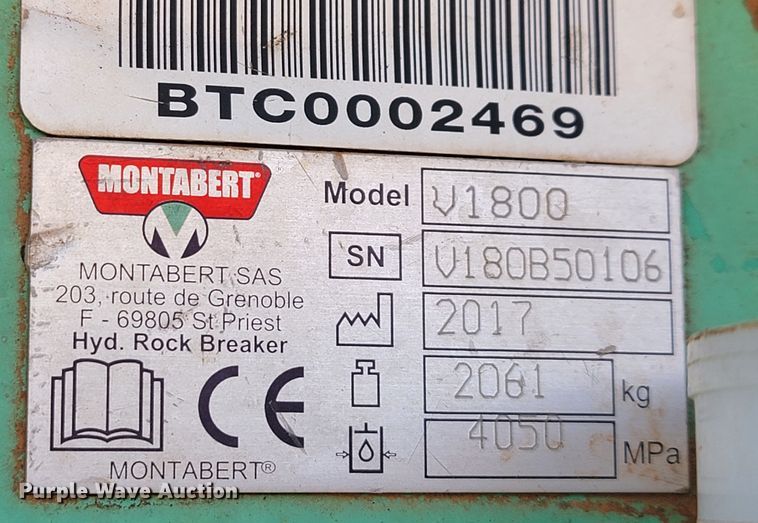 BTC0002469
MONTABERT®
Model V1800
MONTABERT SAS
203, route de Grenoble
F - 69805 St Priest
Hyd. Rock Breaker
SN V180B50106
2017
2061 kg
4050 MPa
CE
MONTABERT®
Purple Wave Auction